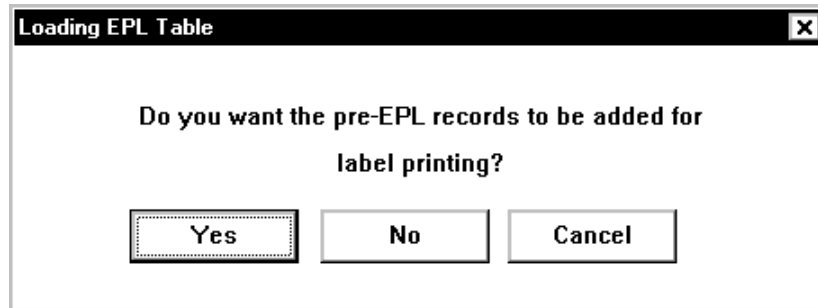 Loading EPL Table
Do you want the pre-EPL records to be added for
label printing?
Yes No Cancel